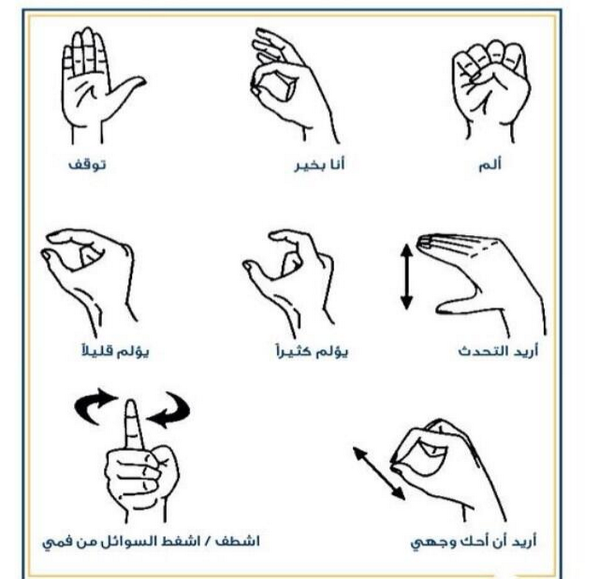 ألم
أنا بخير
توقف
أريد التحدث
يؤلم كثيراً
يؤلم قليلاً
أريد أن أحك وجهي
اشطف / اشفط السوائل من فمي